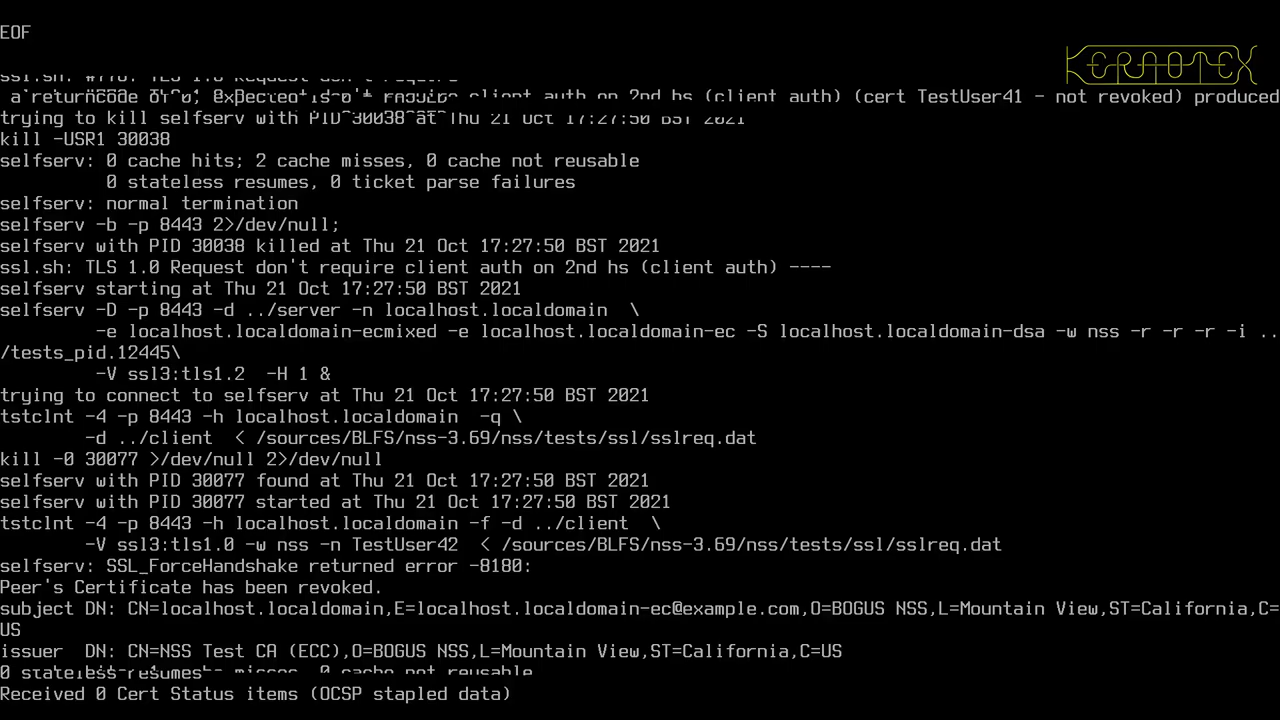 EOF
KERNOTEX
ssl.sh: TLS 1.0 Request don't require
a returncode of 0, expected is 0 require client auth on 2nd hs (client auth) (cert TestUser41 - not revoked) produced
trying to kill selfserv with PID 30038 at Thu 21 Oct 17:27:50 BST 2021
kill -USR1 30038
selfserv: 0 cache hits; 2 cache misses, 0 cache not reusable
0 stateless resumes, 0 ticket parse failures
selfserv: normal termination
selfserv -b -p 8443 2>/dev/null;
selfserv with PID 30038 killed at Thu 21 Oct 17:27:50 BST 2021
ssl.sh: TLS 1.0 Request don't require client auth on 2nd hs (client auth) ----
selfserv starting at Thu 21 Oct 17:27:50 BST 2021
selfserv -D -p 8443 -d ../server -n localhost.localdomain  \
-e localhost.localdomain-ecmixed -e localhost.localdomain-ec -S localhost.localdomain-dsa -w nss -r -r -r -i ..
/tests_pid.12445\
-V ssl3:tls1.2  -H 1 &
trying to connect to selfserv at Thu 21 Oct 17:27:50 BST 2021
tstclnt -4 -p 8443 -h localhost.localdomain  -q \
-d ../client  < /sources/BLFS/nss-3.69/nss/tests/ssl/sslreq.dat
kill -0 30077 >/dev/null 2>/dev/null
selfserv with PID 30077 found at Thu 21 Oct 17:27:50 BST 2021
selfserv with PID 30077 started at Thu 21 Oct 17:27:50 BST 2021
tstclnt -4 -p 8443 -h localhost.localdomain -f -d ../client  \
-V ssl3:tls1.0 -w nss -n TestUser42  < /sources/BLFS/nss-3.69/nss/tests/ssl/sslreq.dat
selfserv: SSL_ForceHandshake returned error -8180:
Peer's Certificate has been revoked.
subject DN: CN=localhost.localdomain,E=localhost.localdomain-ec@example.com,O=BOGUS NSS,L=Mountain View,ST=California,C=
US
issuer  DN: CN=NSS Test CA (ECC),O=BOGUS NSS,L=Mountain View,ST=California,C=US
0 stateless resumes misses, 0 cache not reusable
Received 0 Cert Status items (OCSP stapled data)